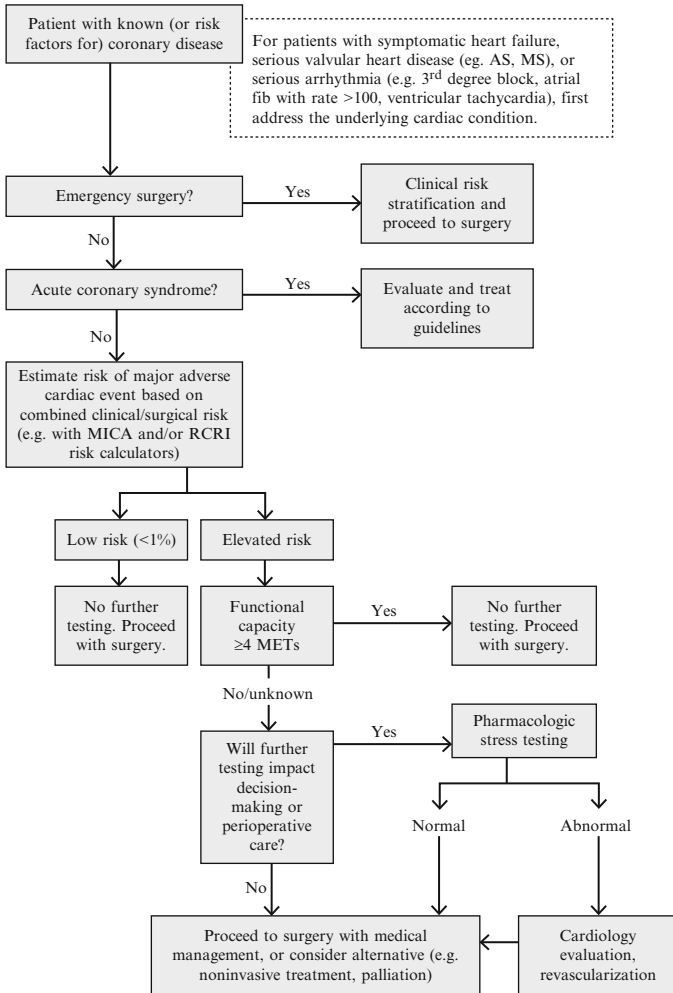 Patient with known (or risk
factors for) coronary disease
For patients with symptomatic heart failure,
serious valvular heart disease (eg. AS, MS), or
serious arrhythmia (e.g. 3rd degree block, atrial
fib with rate >100, ventricular tachycardia), first
address the underlying cardiac condition.
Emergency surgery?
Yes
Clinical risk
stratification and
proceed to surgery
No
Acute coronary syndrome?
Yes
Evaluate and treat
according to
guidelines
No
Estimate risk of major adverse
cardiac event based on
combined clinical/surgical risk
(e.g. with MICA and/or RCRI
risk calculators)
Low risk (<1%)
Elevated risk
No further
testing. Proceed
with surgery.
Functional
capacity
≥4 METs
Yes
No further
testing. Proceed
with surgery.
No/unknown
Will further
testing impact
decision-
making or
perioperative
care?
Yes
Pharmacologic
stress testing
Normal
Abnormal
No
Proceed to surgery with medical
management, or consider alternative (e.g.
noninvasive treatment, palliation)
Cardiology
evaluation,
revascularization